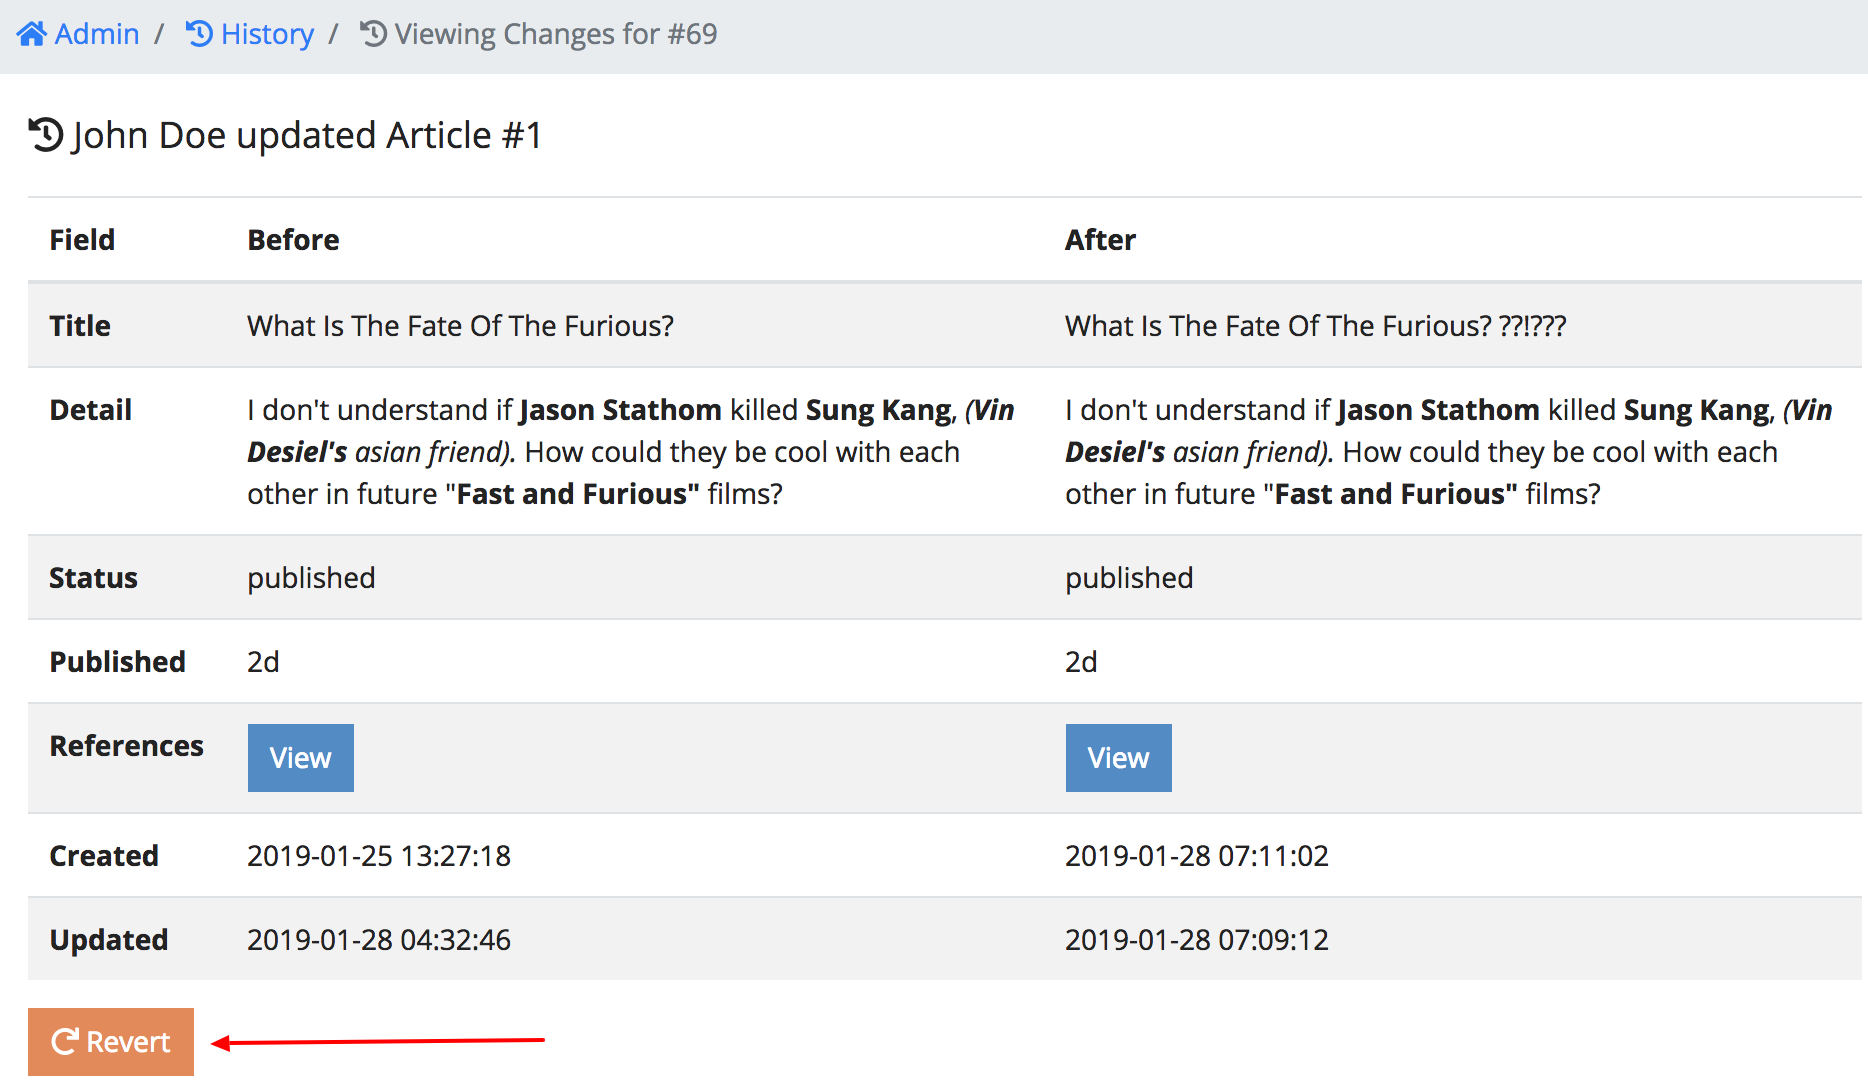 Admin / History / Viewing Changes for #69
John Doe updated Article #1
Field Before After
Title What Is The Fate Of The Furious? What Is The Fate Of The Furious? ??!???
Detail I don't understand if Jason Stathom killed Sung Kang, (Vin I don't understand if Jason Stathom killed Sung Kang, (Vin
Desiel's asian friend). How could they be cool with each Desiel's asian friend). How could they be cool with each
other in future "Fast and Furious" films? other in future "Fast and Furious" films?
Status published published
Published 2d 2d
References View View
Created 2019-01-25 13:27:18 2019-01-28 07:11:02
Updated 2019-01-28 04:32:46 2019-01-28 07:09:12
Revert